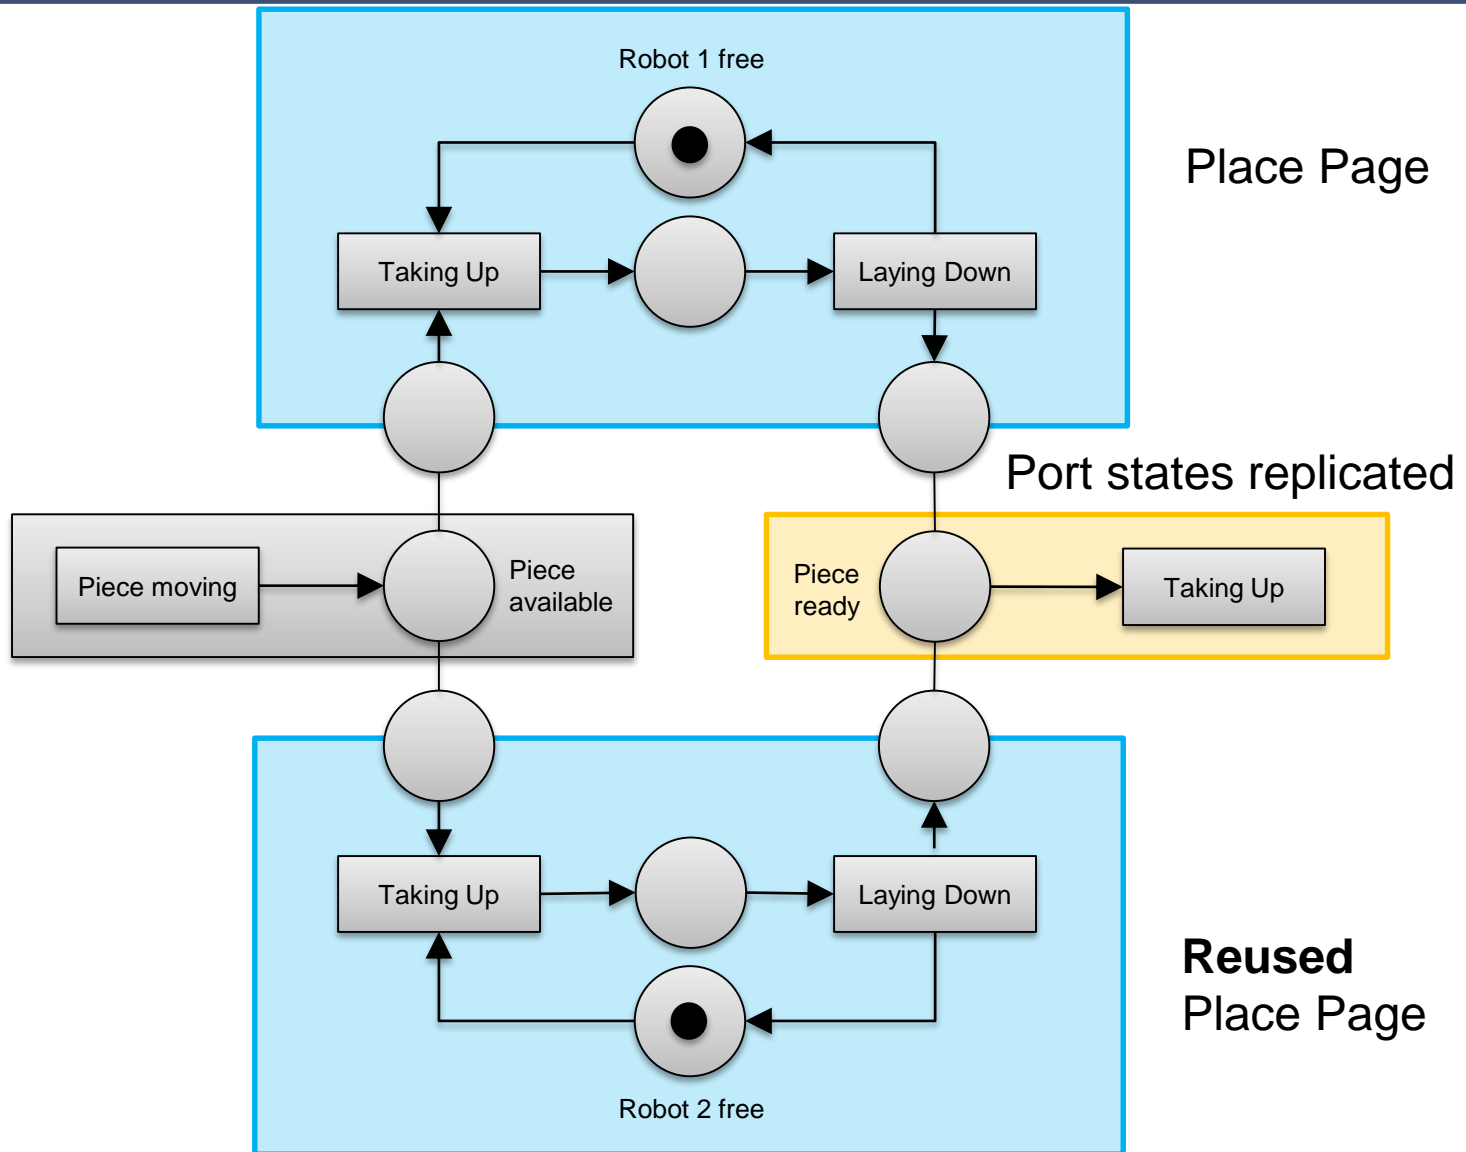 Robot 1 free
Place Page
Taking Up
Laying Down
Port states replicated
Piece moving
Piece
available
Piece
ready
Taking Up
Taking Up
Laying Down
Reused
Place Page
Robot 2 free